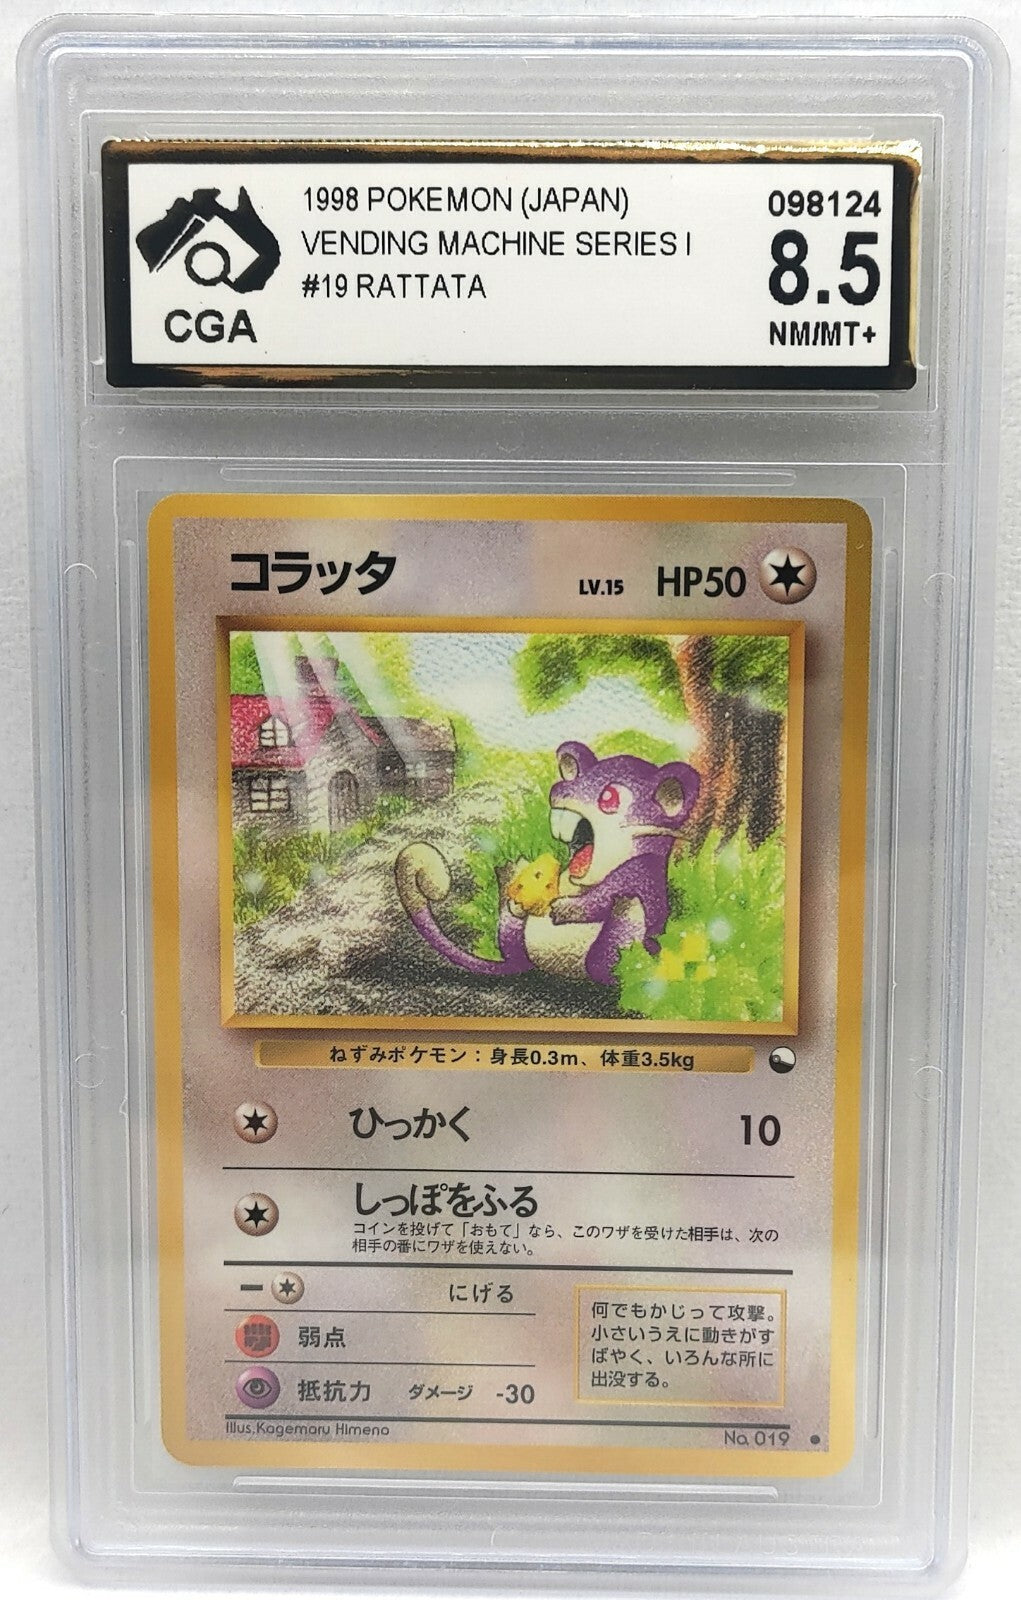 1998 POKEMON (JAPAN)
VENDING MACHINE SERIES I
#19 RATTATA
098124
8.5
NM/MT+
CGA
コラッタ
LV.15 HP50
ねずみポケモン：身長0.3m、体重3.5kg
ひっかく 10
しっぽをふる
コインを投げて「おもて」なら、このワザを受けた相手は、次の
相手の番にワザを使えない。
にげる
弱点
抵抗力 ダメージ -30
何でもかじって攻撃。
小さいうえに動きがす
ばやく、いろんな所に
出没する。
Illus.Kagemaru Himeno
No. 019